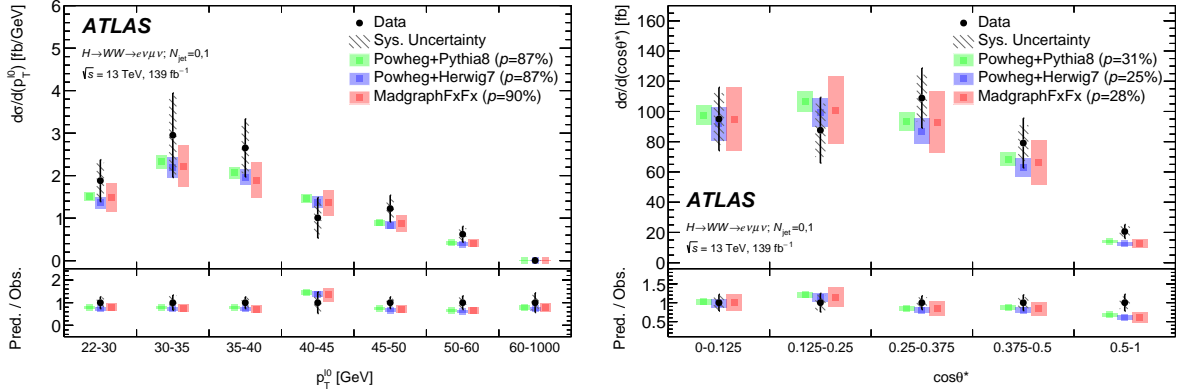 ATLAS
H→WW→eνμν; N_jet=0,1
√s = 13 TeV, 139 fb⁻¹
Data
Sys. Uncertainty
Powheg+Pythia8 (p=87%)
Powheg+Herwig7 (p=87%)
MadgraphFxFx (p=90%)
dσ/d(p_T^l0) [fb/GeV]
6
5
4
3
2
1
0
Pred. / Obs.
2
1
0
22-30 30-35 35-40 40-45 45-50 50-60 60-1000
p_T^l0 [GeV]
Data
Sys. Uncertainty
Powheg+Pythia8 (p=31%)
Powheg+Herwig7 (p=25%)
MadgraphFxFx (p=28%)
dσ/d(cosθ*) [fb]
160
140
120
100
80
60
40
20
0
ATLAS
H→WW→eνμν; N_jet=0,1
√s = 13 TeV, 139 fb⁻¹
Pred. / Obs.
1.5
1
0.5
0-0.125 0.125-0.25 0.25-0.375 0.375-0.5 0.5-1
cosθ*